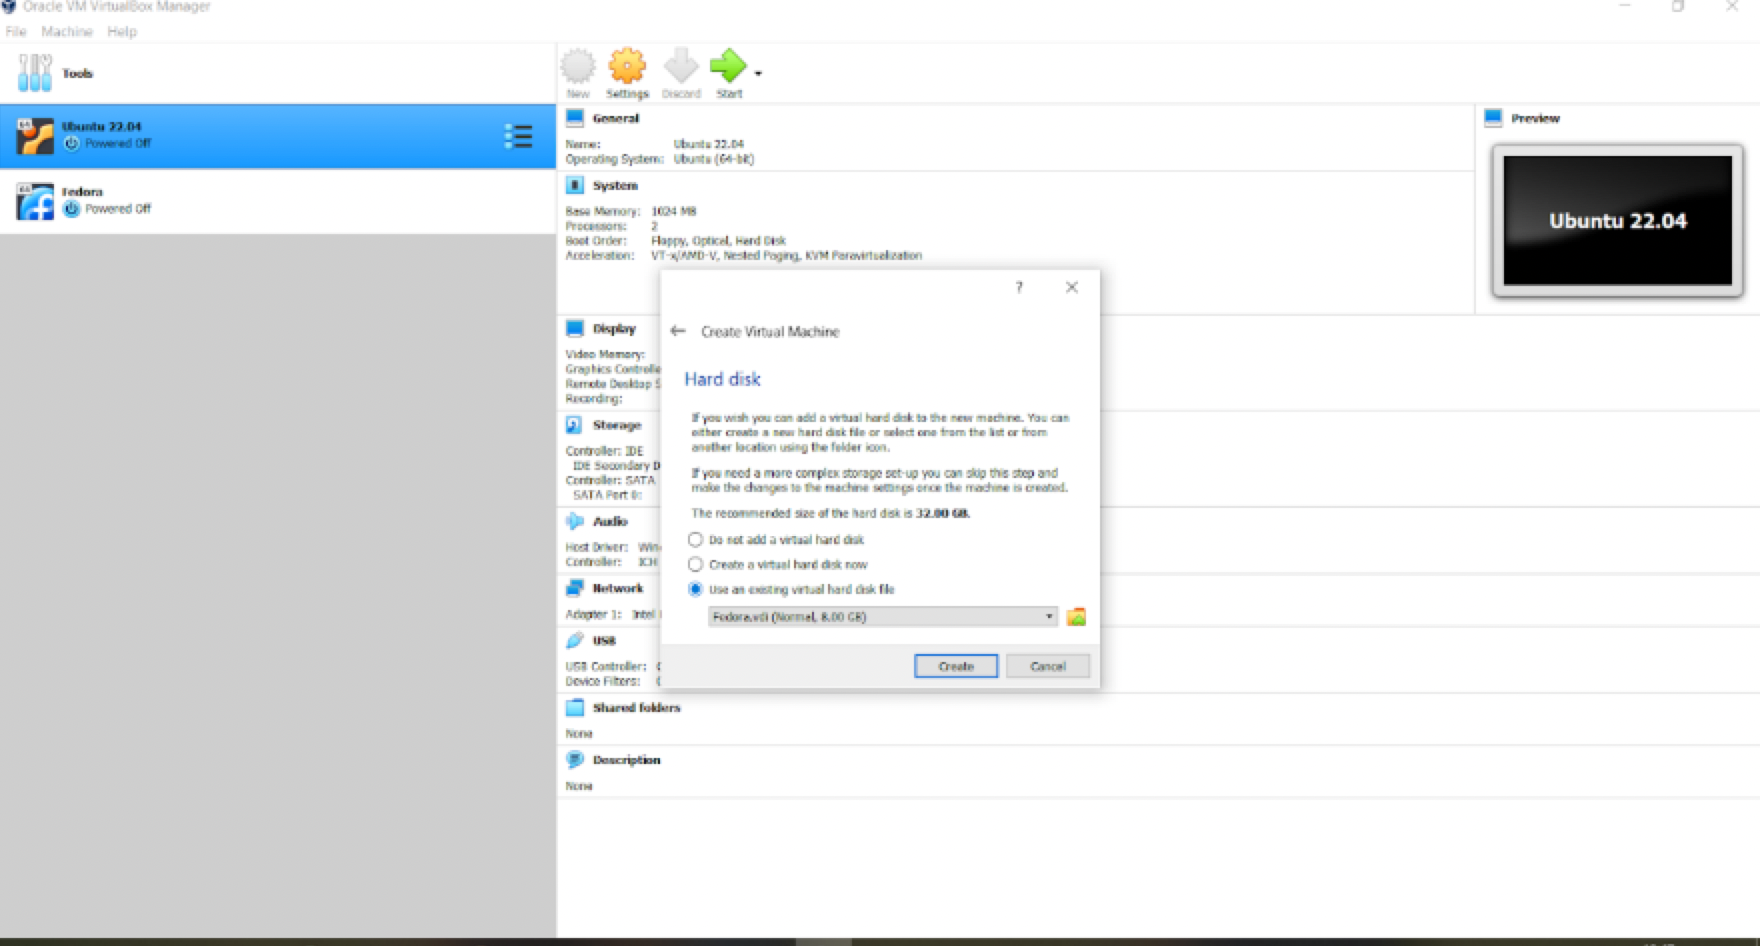 Oracle VM VirtualBox Manager
File Machine Help
Tools
New Settings Discard Start
Ubuntu 22.04
Powered Off
Fedora
Powered Off
General
Name: Ubuntu 22.04
Operating System: Ubuntu (64-bit)
System
Base Memory: 1024 MB
Processors: 2
Boot Order: Floppy, Optical, Hard Disk
Acceleration: VT-x/AMD-V, Nested Paging, KVM Paravirtualization
Preview
Ubuntu 22.04
Display
Video Memory:
Graphics Controlle
Remote Desktop S
Recording:
Storage
Controller: IDE
IDE Secondary D
Controller: SATA
SATA Port 0:
Audio
Host Driver: Win
Controller: ICH
Network
Adapter 1: Intel
USB
USB Controller:
Device Filters:
Shared folders
None
Description
None
?
Create Virtual Machine
Hard disk
If you wish you can add a virtual hard disk to the new machine. You can
either create a new hard disk file or select one from the list or from
another location using the folder icon.
If you need a more complex storage set-up you can skip this step and
make the changes to the machine settings once the machine is created.
The recommended size of the hard disk is 32.00 GB.
Do not add a virtual hard disk
Create a virtual hard disk now
Use an existing virtual hard disk file
Fedora.vdi (Normal, 8.00 GB)
Create Cancel